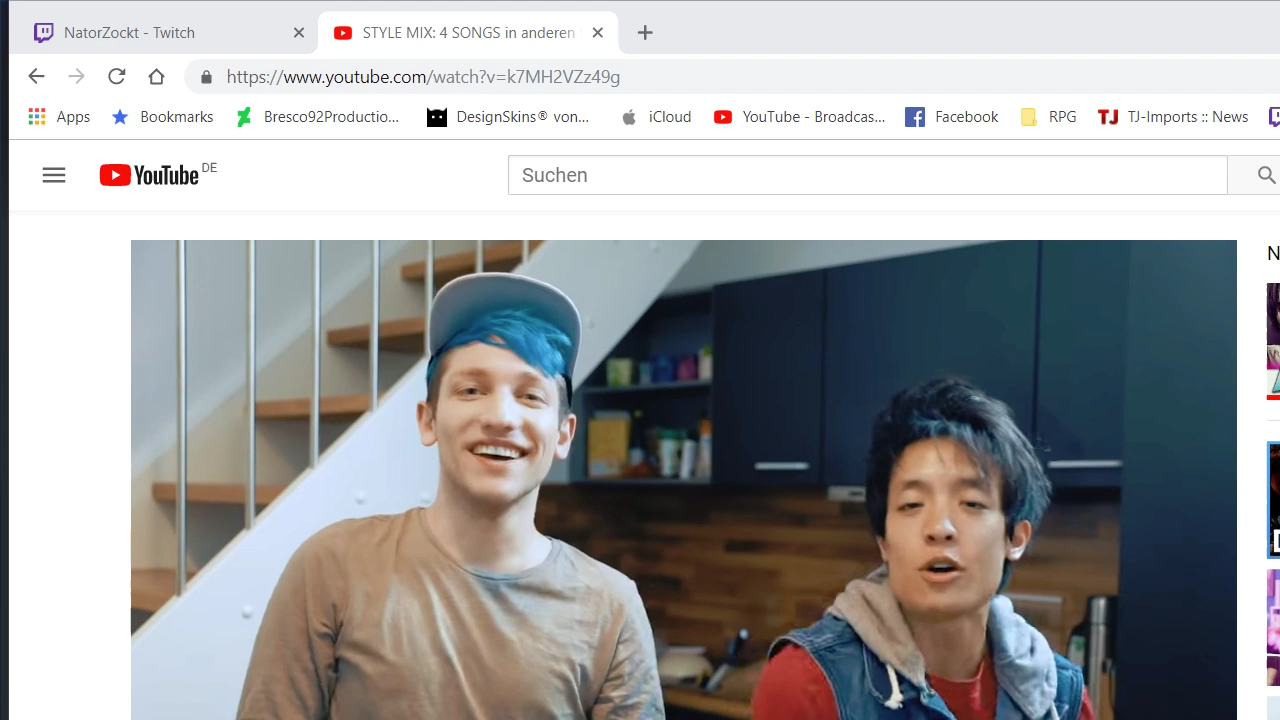 NatorZockt - Twitch
STYLE MIX: 4 SONGS in anderen
https://www.youtube.com/watch?v=k7MH2VZz49g
Apps Bookmarks Bresco92Productio... DesignSkins® von... iCloud YouTube - Broadcas... Facebook RPG TJ TJ-Imports :: News
YouTube DE
Suchen
N